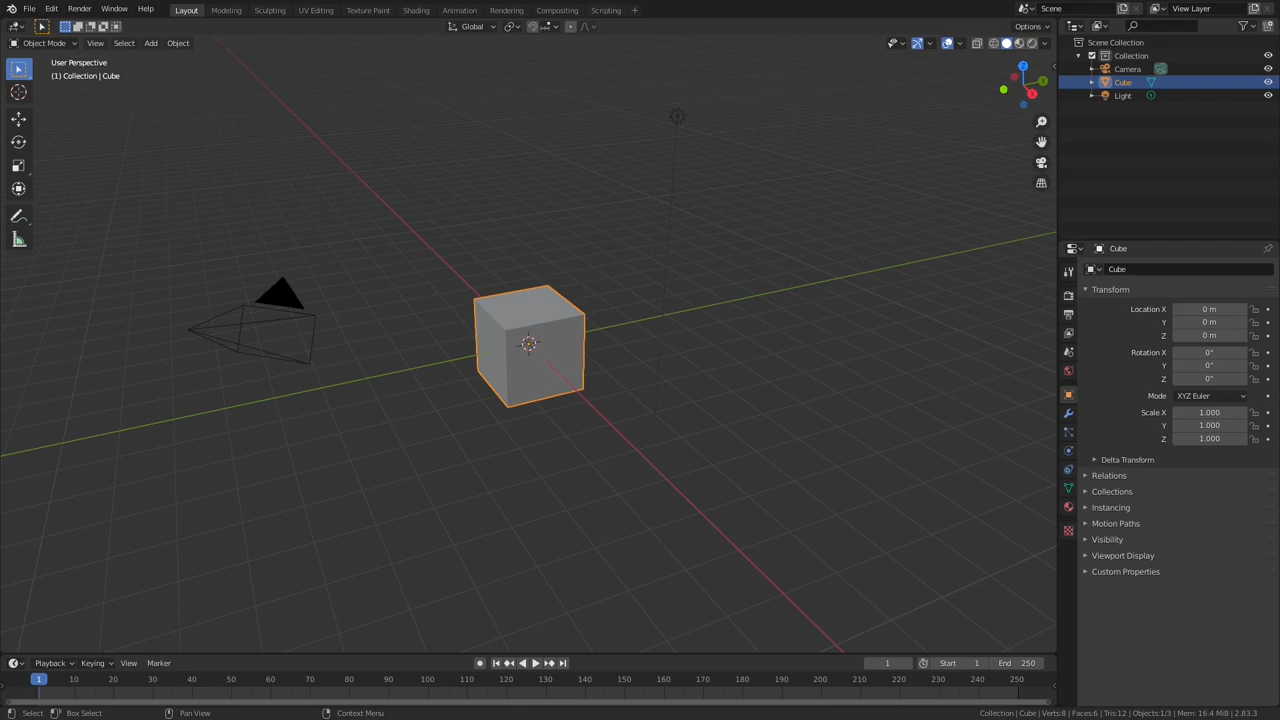 File Edit Render Window Help Layout Modeling Sculpting UV Editing Texture Paint Shading Animation Rendering Compositing Scripting + Scene View Layer
Global Options
Object Mode View Select Add Object
User Perspective
(1) Collection | Cube
Z
Y
X
Scene Collection
Collection
Camera
Cube
Light
Cube
Cube
Transform
Location X 0 m
Y 0 m
Z 0 m
Rotation X 0°
Y 0°
Z 0°
Mode XYZ Euler
Scale X 1.000
Y 1.000
Z 1.000
Delta Transform
Relations
Collections
Instancing
Motion Paths
Visibility
Viewport Display
Custom Properties
Playback Keying View Marker 1 Start 1 End 250
1 10 20 30 40 50 60 70 80 90 100 110 120 130 140 150 160 170 180 190 200 210 220 230 240 250
Select Box Select Pan View Context Menu Collection | Cube | Verts:8 | Faces:6 | Tris:12 | Objects:1/3 | Mem: 16.4 MiB | 2.83.3